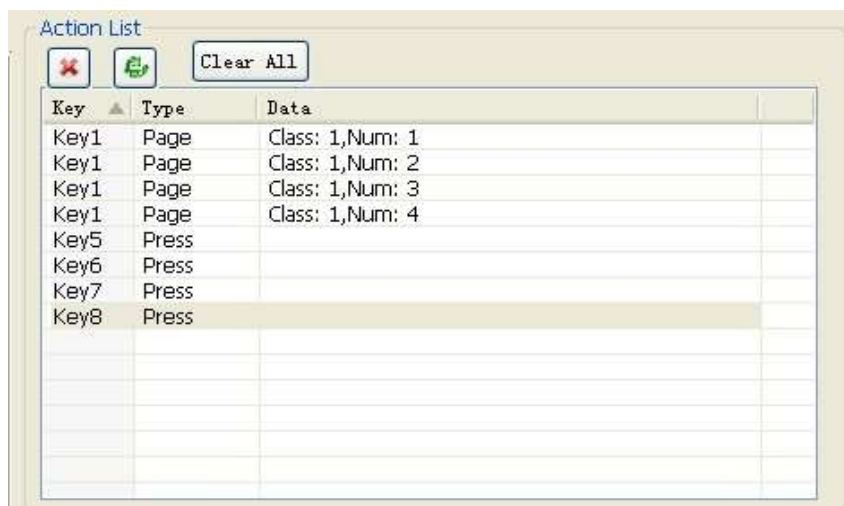 Action List
Clear All
Key Type Data
Key1 Page Class: 1,Num: 1
Key1 Page Class: 1,Num: 2
Key1 Page Class: 1,Num: 3
Key1 Page Class: 1,Num: 4
Key5 Press
Key6 Press
Key7 Press
Key8 Press